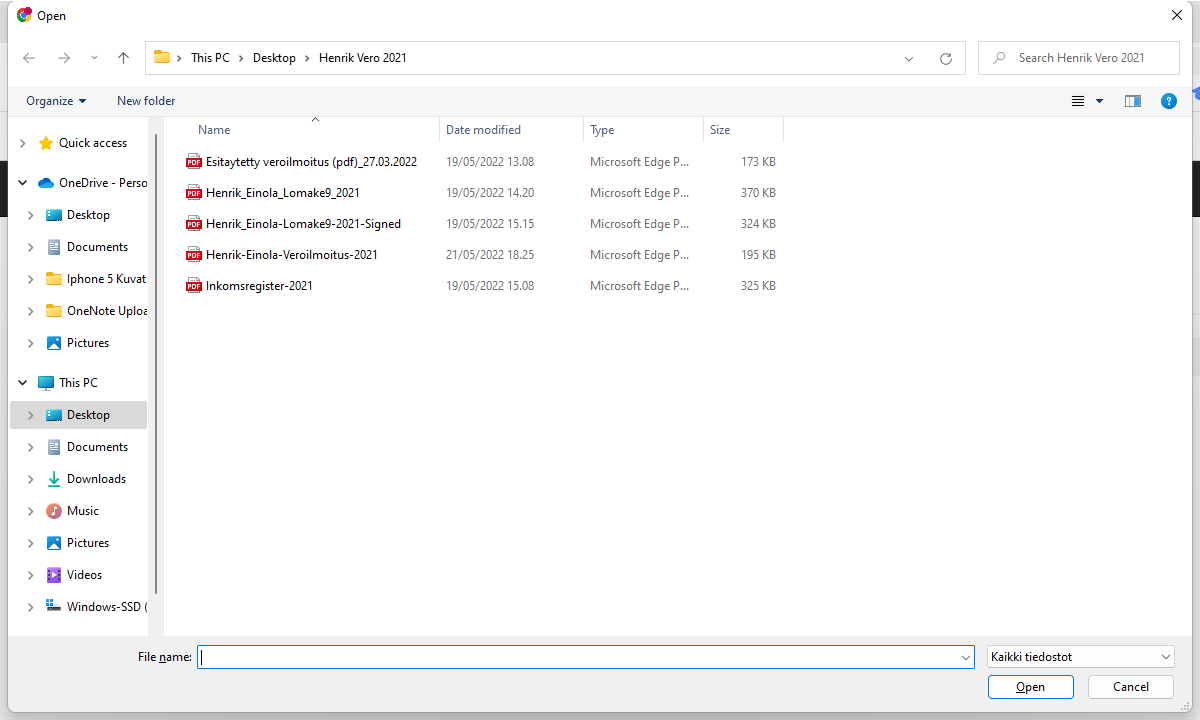 Open
This PC > Desktop > Henrik Vero 2021
Search Henrik Vero 2021
Organize
New folder
Name
Date modified
Type
Size
Quick access
OneDrive - Perso
Desktop
Documents
Iphone 5 Kuvat
OneNote Uploa
Pictures
This PC
Desktop
Documents
Downloads
Music
Pictures
Videos
Windows-SSD (
Esitaytetty veroilmoitus (pdf)_27.03.2022 19/05/2022 13.08 Microsoft Edge P... 173 KB
Henrik_Einola_Lomake9_2021 19/05/2022 14.20 Microsoft Edge P... 370 KB
Henrik_Einola-Lomake9-2021-Signed 19/05/2022 15.15 Microsoft Edge P... 324 KB
Henrik-Einola-Veroilmoitus-2021 21/05/2022 18.25 Microsoft Edge P... 195 KB
Inkomsregister-2021 19/05/2022 15.08 Microsoft Edge P... 325 KB
File name:
Kaikki tiedostot
Open
Cancel